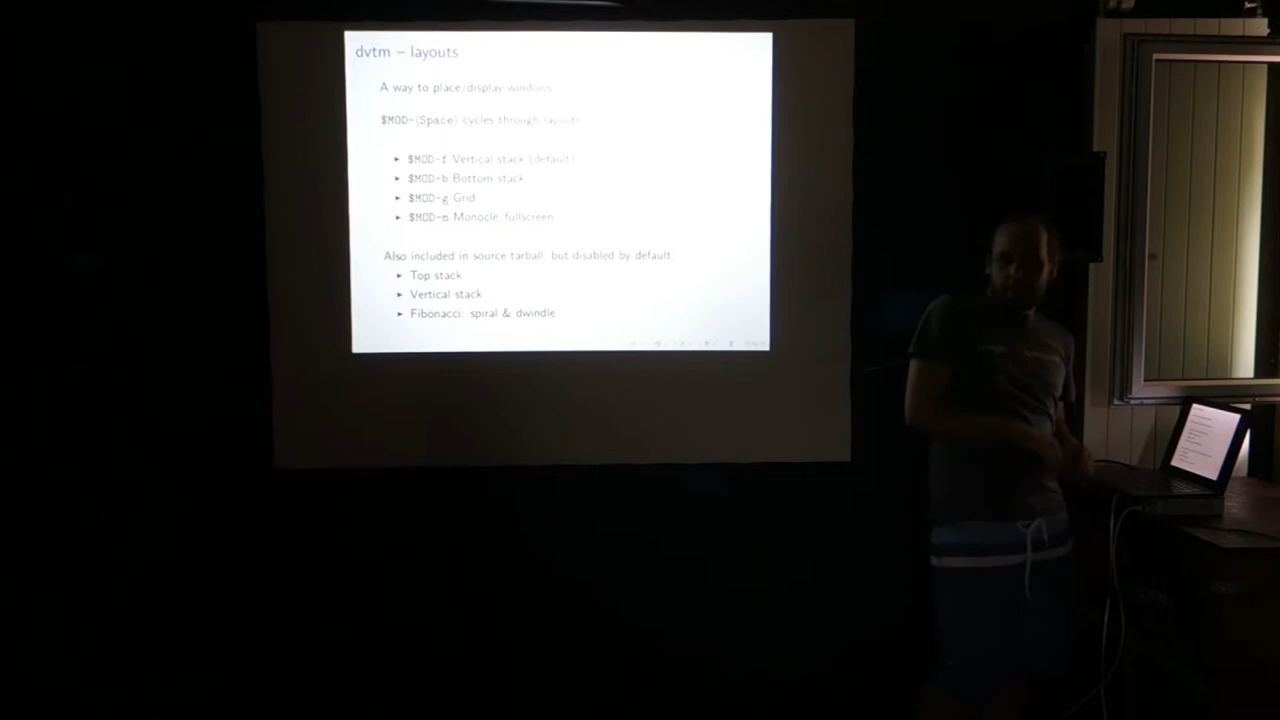 dvtm – layouts
A way to place/display windows
$MOD-(Space) cycles through layouts
► $MOD-f Vertical stack (default)
► $MOD-b Bottom stack
► $MOD-g Grid
► $MOD-m Monocle/fullscreen
Also included in source tarball, but disabled by default:
► Top stack
► Vertical stack
► Fibonacci: spiral & dwindle